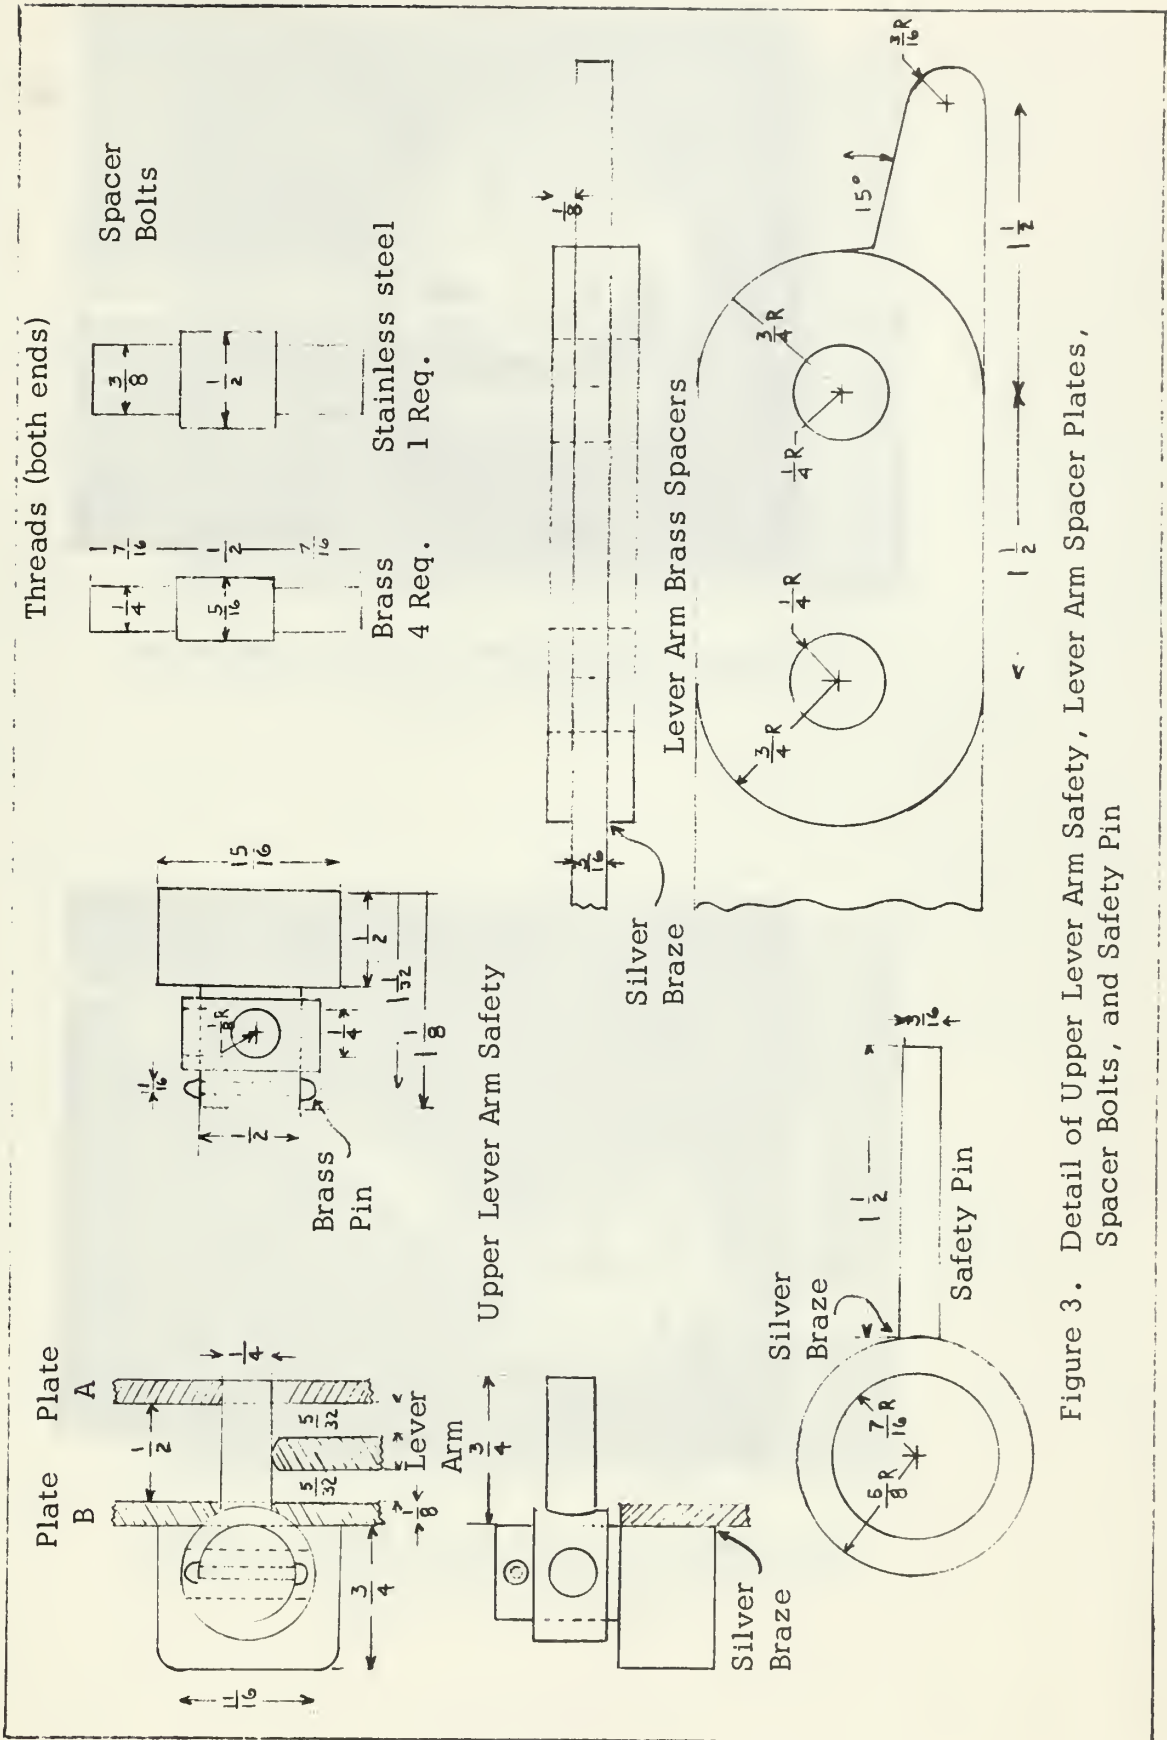 Threads (both ends)
Spacer
Bolts
3/8
1/2
Stainless steel
1 Req.
7/16
1/4
1/2
5/16
7/16
Brass
4 Req.
15/16
1/2
1 1/32
1 1/8
1/8 R
1/4
1/16
1/2
Brass
Pin
Upper Lever Arm Safety
Plate Plate
B A
1/4
1/2
5/32
5/32
1/8
Lever
Arm
3/4
11/16
3/4
Silver
Braze
1/8
Silver
Braze
Lever Arm Brass Spacers
3/16 R
15°
3/4 R
1/4 R
1/4 R
3/4 R
1 1/2
1 1/2
Silver
Braze
1 1/2
Safety Pin
7/16 R
6/8 R
Figure 3. Detail of Upper Lever Arm Safety, Lever Arm Spacer Plates,
Spacer Bolts, and Safety Pin